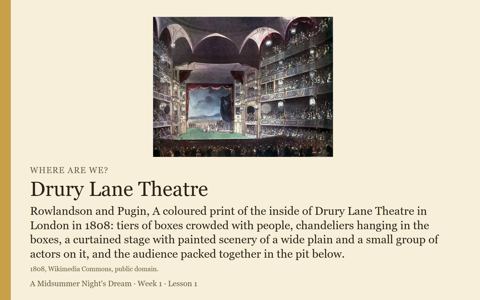 WHERE ARE WE?
Drury Lane Theatre
Rowlandson and Pugin, A coloured print of the inside of Drury Lane Theatre in
London in 1808: tiers of boxes crowded with people, chandeliers hanging in the
boxes, a curtained stage with painted scenery of a wide plain and a small group of
actors on it, and the audience packed together in the pit below.
1808, Wikimedia Commons, public domain.
A Midsummer Night's Dream · Week 1 · Lesson 1